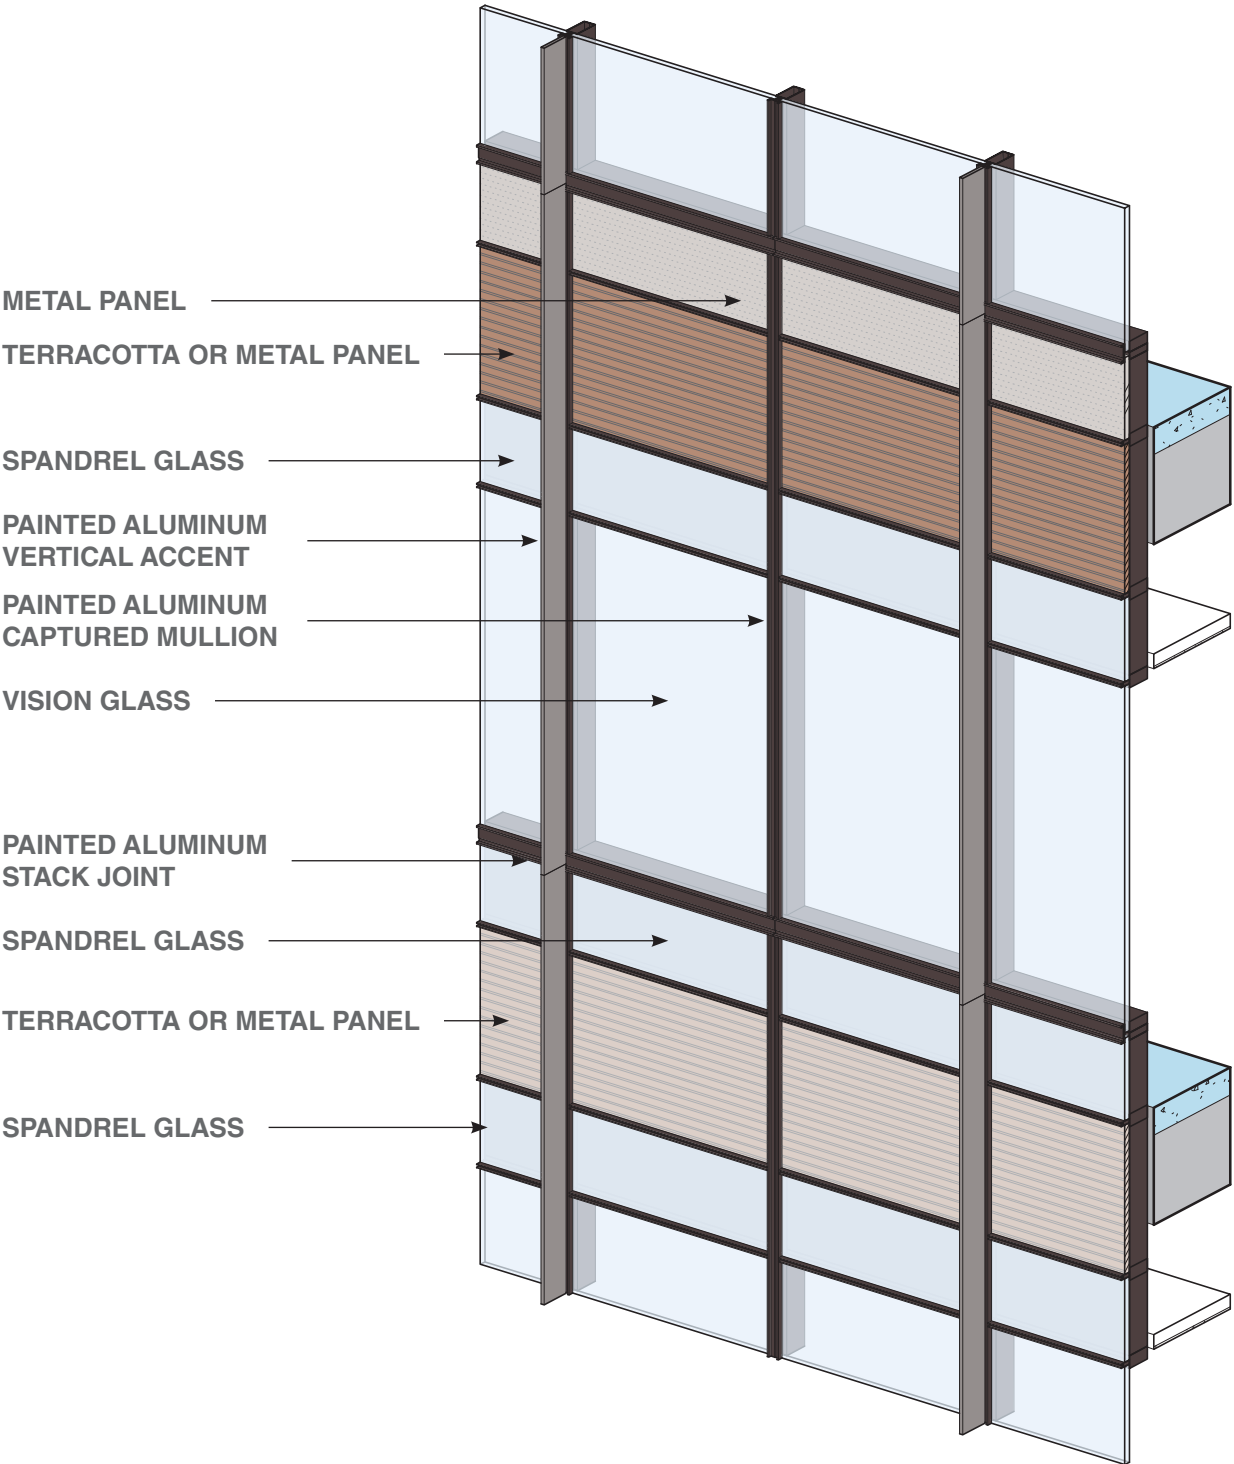 METAL PANEL
TERRACOTTA OR METAL PANEL
SPANDREL GLASS
PAINTED ALUMINUM
VERTICAL ACCENT
PAINTED ALUMINUM
CAPTURED MULLION
VISION GLASS
PAINTED ALUMINUM
STACK JOINT
SPANDREL GLASS
TERRACOTTA OR METAL PANEL
SPANDREL GLASS